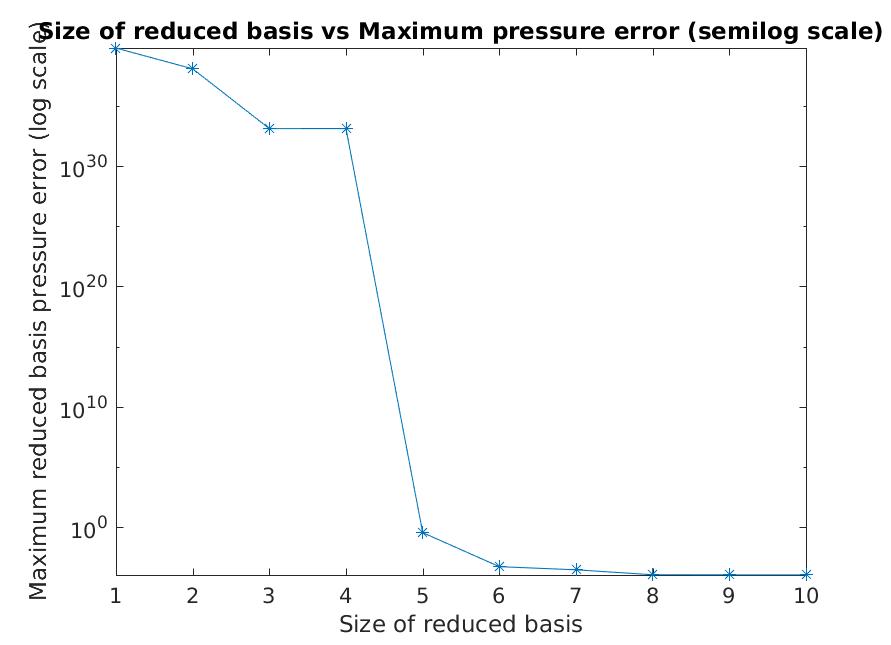 Size of reduced basis vs Maximum pressure error (semilog scale)
Maximum reduced basis pressure error (log scale)
10^30
10^20
10^10
10^0
1 2 3 4 5 6 7 8 9 10
Size of reduced basis